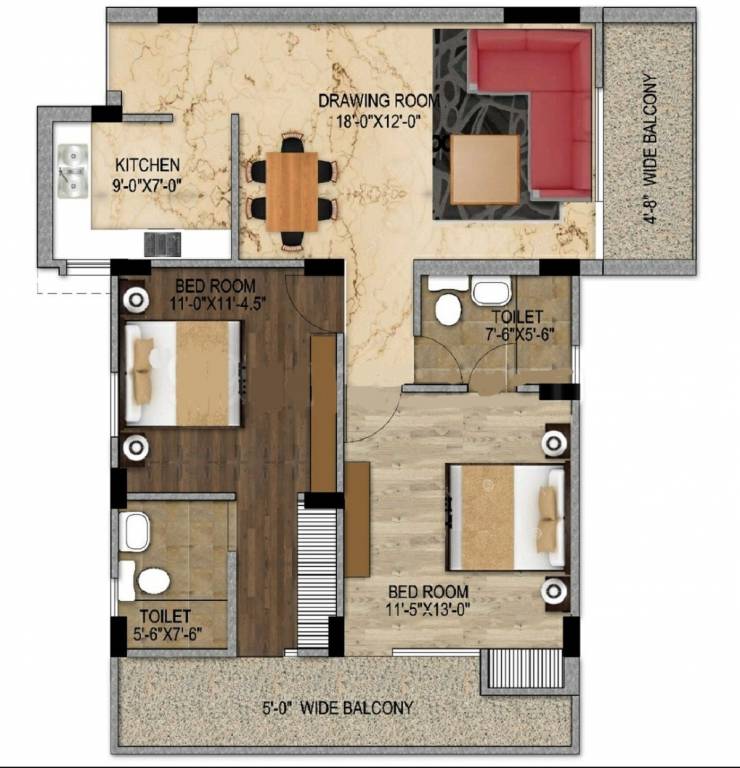 DRAWING ROOM
18'-0"X12'-0"
4'-8" WIDE BALCONY
KITCHEN
9'-0"X7'-0"
BED ROOM
11'-0"X11'-4.5"
TOILET
7'-6"X5'-6"
BED ROOM
11'-5"X13'-0"
TOILET
5'-6"X7'-6"
5'-0" WIDE BALCONY